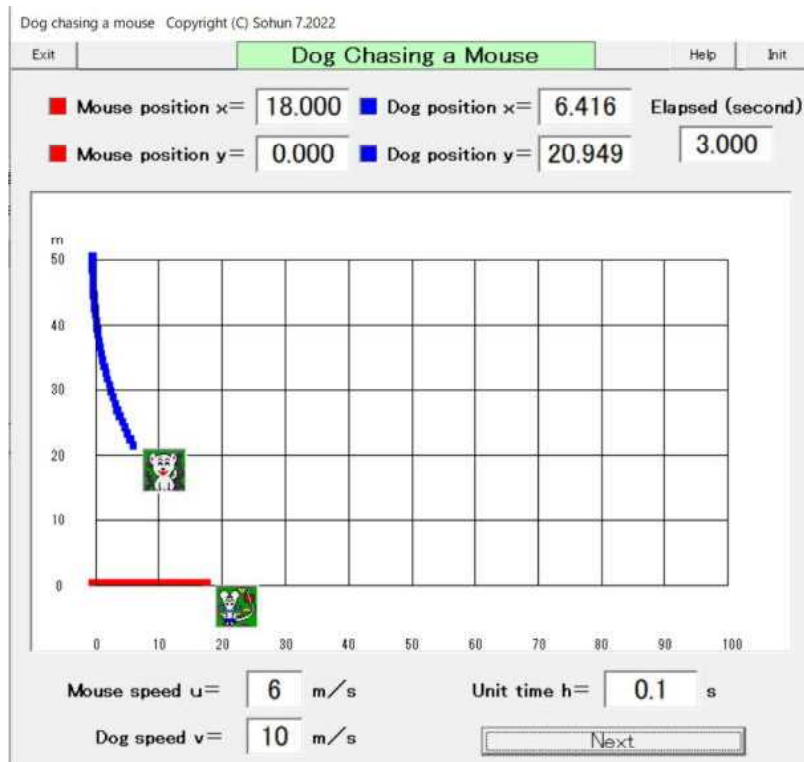 Dog chasing a mouse Copyright (C) Sohun 7.2022
Exit Dog Chasing a Mouse Help Init
Mouse position x= 18.000 Dog position x= 6.416 Elapsed (second)
Mouse position y= 0.000 Dog position y= 20.949 3.000
m
50
40
30
20
10
0
0 10 20 30 40 50 60 70 80 90 100
Mouse speed u= 6 m/s Unit time h= 0.1 s
Dog speed v= 10 m/s Next